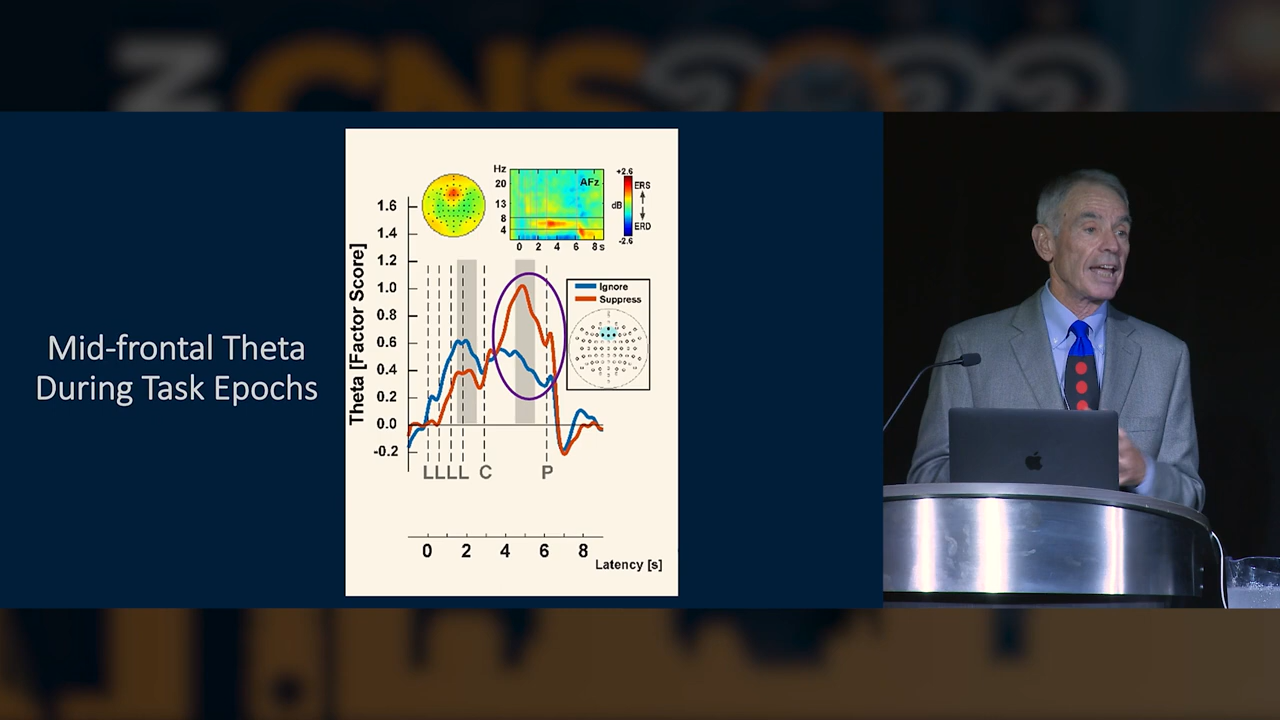 CNS2022
Mid-frontal Theta
During Task Epochs
Theta [Factor Score]
1.6
1.4
1.2
1.0
0.8
0.6
0.4
0.2
0.0
-0.2
Hz
20
13
8
4
AFz
0 2 4 6 8 s
+2.6
dB
-2.6
ERS
ERD
Ignore
Suppress
LLLL C P
0 2 4 6 8
Latency [s]